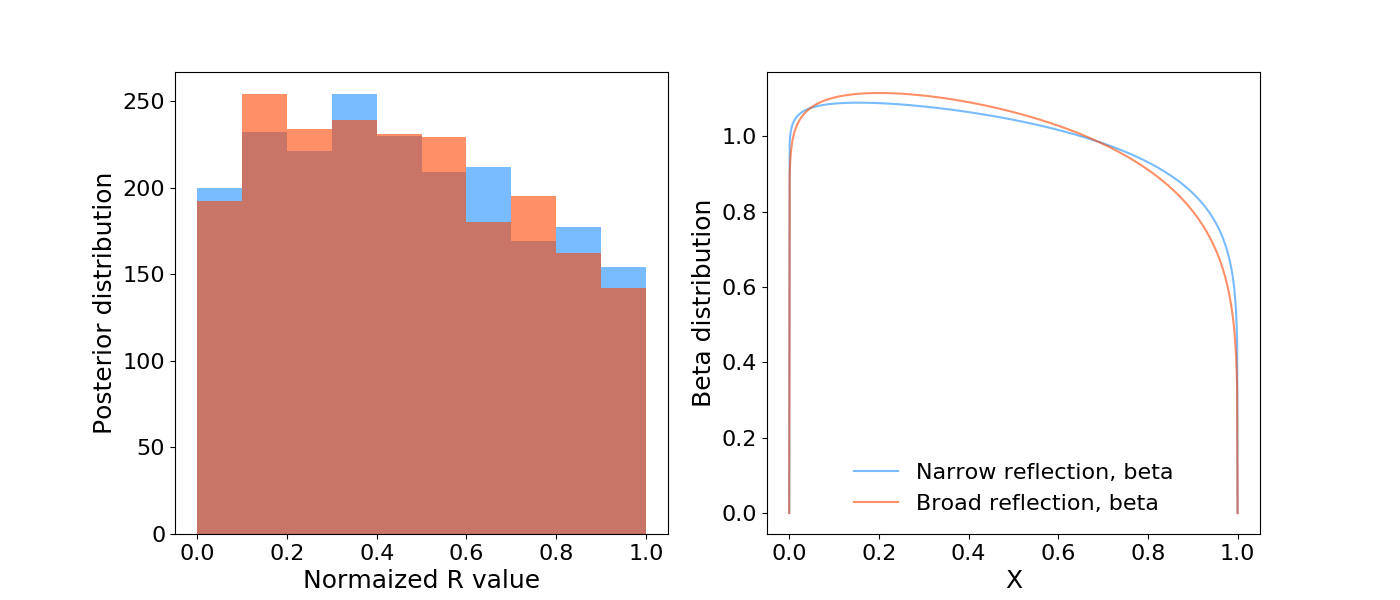 Posterior distribution
250
200
150
100
50
0
0.0 0.2 0.4 0.6 0.8 1.0
Normaized R value
Beta distribution
1.0
0.8
0.6
0.4
0.2
0.0
Narrow reflection, beta
Broad reflection, beta
0.0 0.2 0.4 0.6 0.8 1.0
X